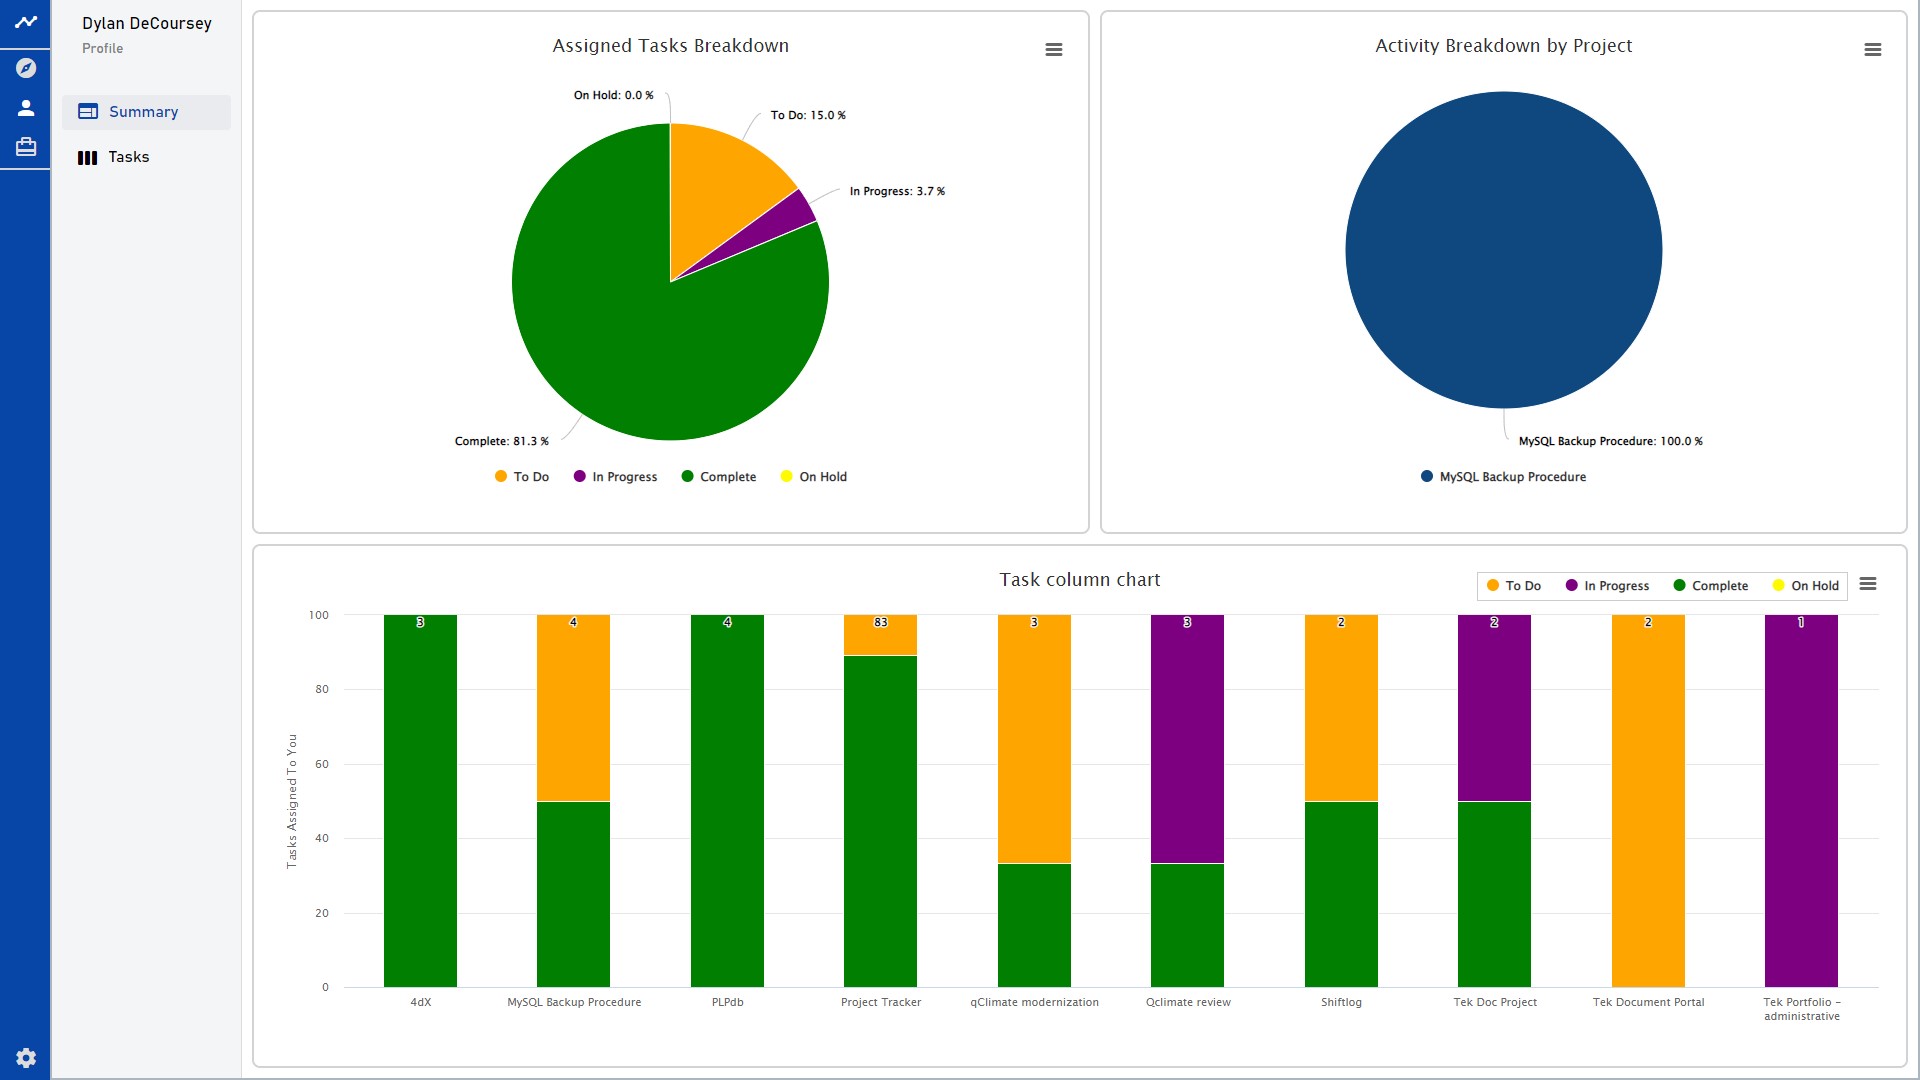 Dylan DeCoursey
Profile
Summary
Tasks
Assigned Tasks Breakdown
On Hold: 0.0 %
To Do: 15.0 %
In Progress: 3.7 %
Complete: 81.3 %
To Do In Progress Complete On Hold
Activity Breakdown by Project
MySQL Backup Procedure: 100.0 %
MySQL Backup Procedure
Task column chart
To Do In Progress Complete On Hold
Tasks Assigned To You
100
80
60
40
20
0
3 4 4 83 3 3 2 2 2 1
4dX MySQL Backup Procedure PLPdb Project Tracker qClimate modernization Qclimate review Shiftlog Tek Doc Project Tek Document Portal Tek Portfolio –
administrative